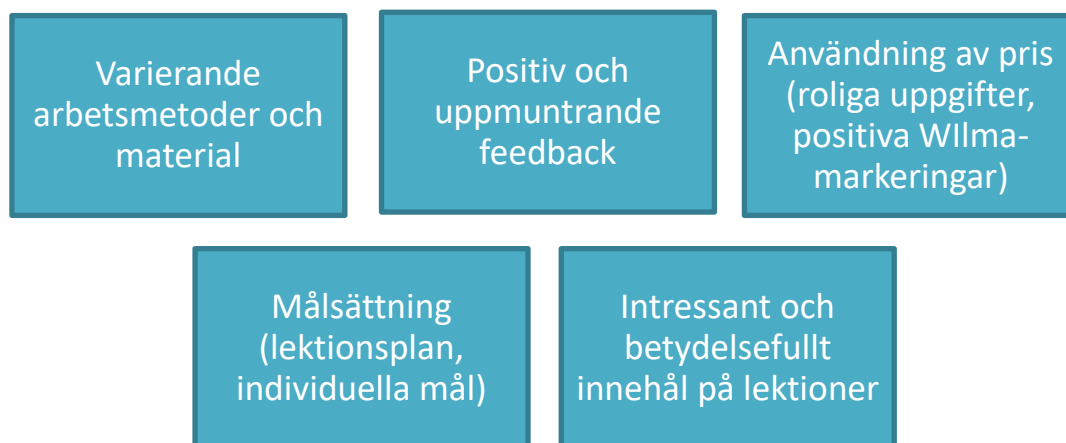 Varierande
arbetsmetoder och
material
Positiv och
uppmuntrande
feedback
Användning av pris
(roliga uppgifter,
positiva WIlma-
markeringar)
Målsättning
(lektionsplan,
individuella mål)
Intressant och
betydelsefullt
innehål på lektioner